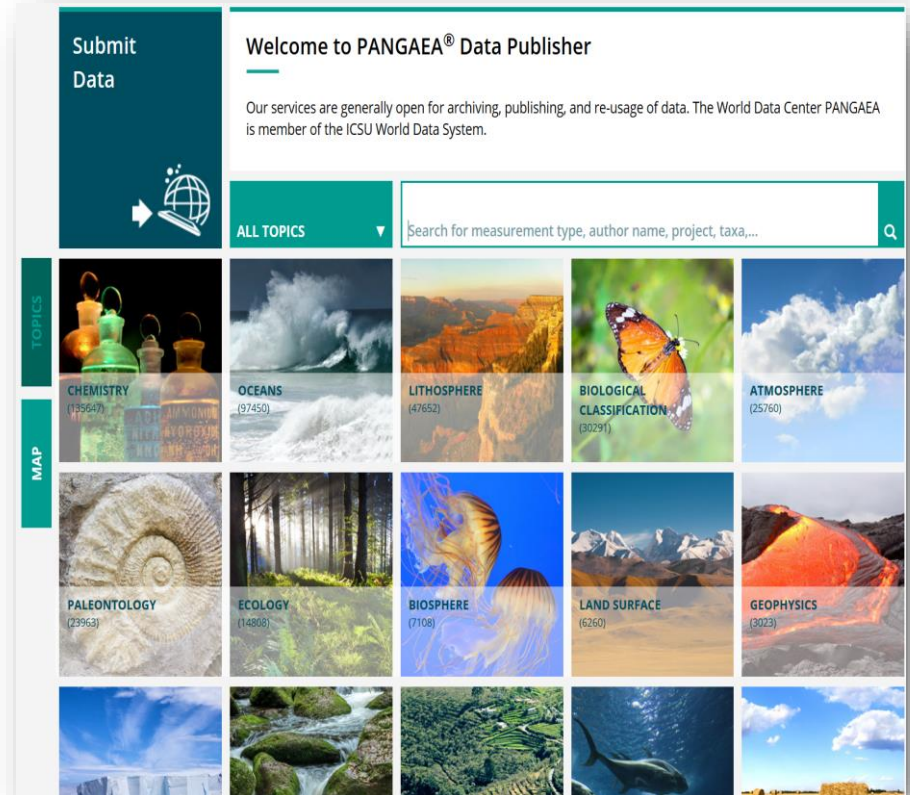 Submit
Data
Welcome to PANGAEA® Data Publisher
Our services are generally open for archiving, publishing, and re-usage of data. The World Data Center PANGAEA
is member of the ICSU World Data System.
ALL TOPICS ▼
Search for measurement type, author name, project, taxa,...
TOPICS
MAP
CHEMISTRY
(135647)
OCEANS
(97450)
LITHOSPHERE
(47652)
BIOLOGICAL
CLASSIFICATION
(30291)
ATMOSPHERE
(25760)
PALEONTOLOGY
(23963)
ECOLOGY
(14808)
BIOSPHERE
(7108)
LAND SURFACE
(6260)
GEOPHYSICS
(3023)